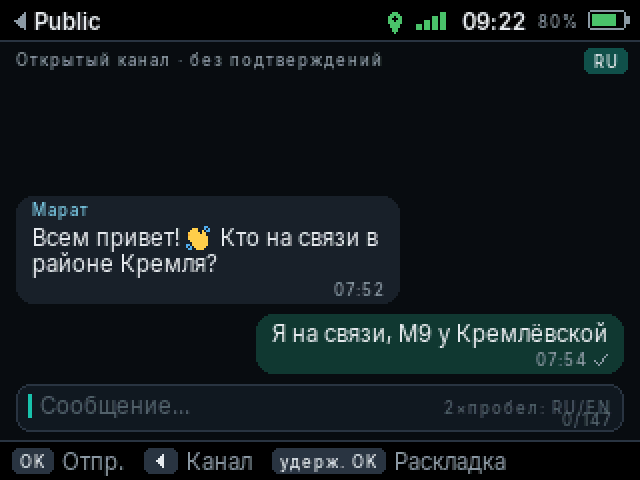 Public 09:22 80%
Открытый канал · без подтверждений RU
Марат
Всем привет! 👋 Кто на связи в
районе Кремля?
07:52
Я на связи, М9 у Кремлёвской
07:54 ✓
Сообщение... 2×пробел: RU/EN
0/147
OK Отпр. ◀ Канал удерж. OK Раскладка